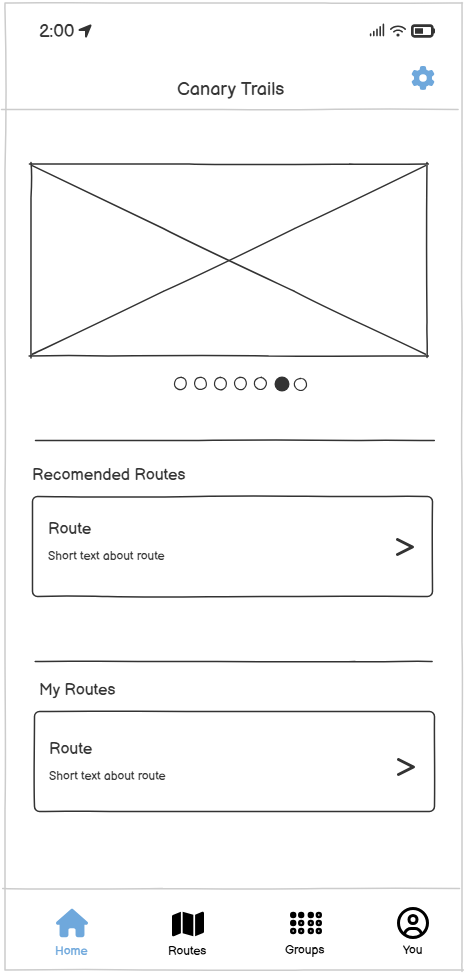 2:00
Canary Trails
Recomended Routes
Route
Short text about route
>
My Routes
Route
Short text about route
>
Home
Routes
Groups
You